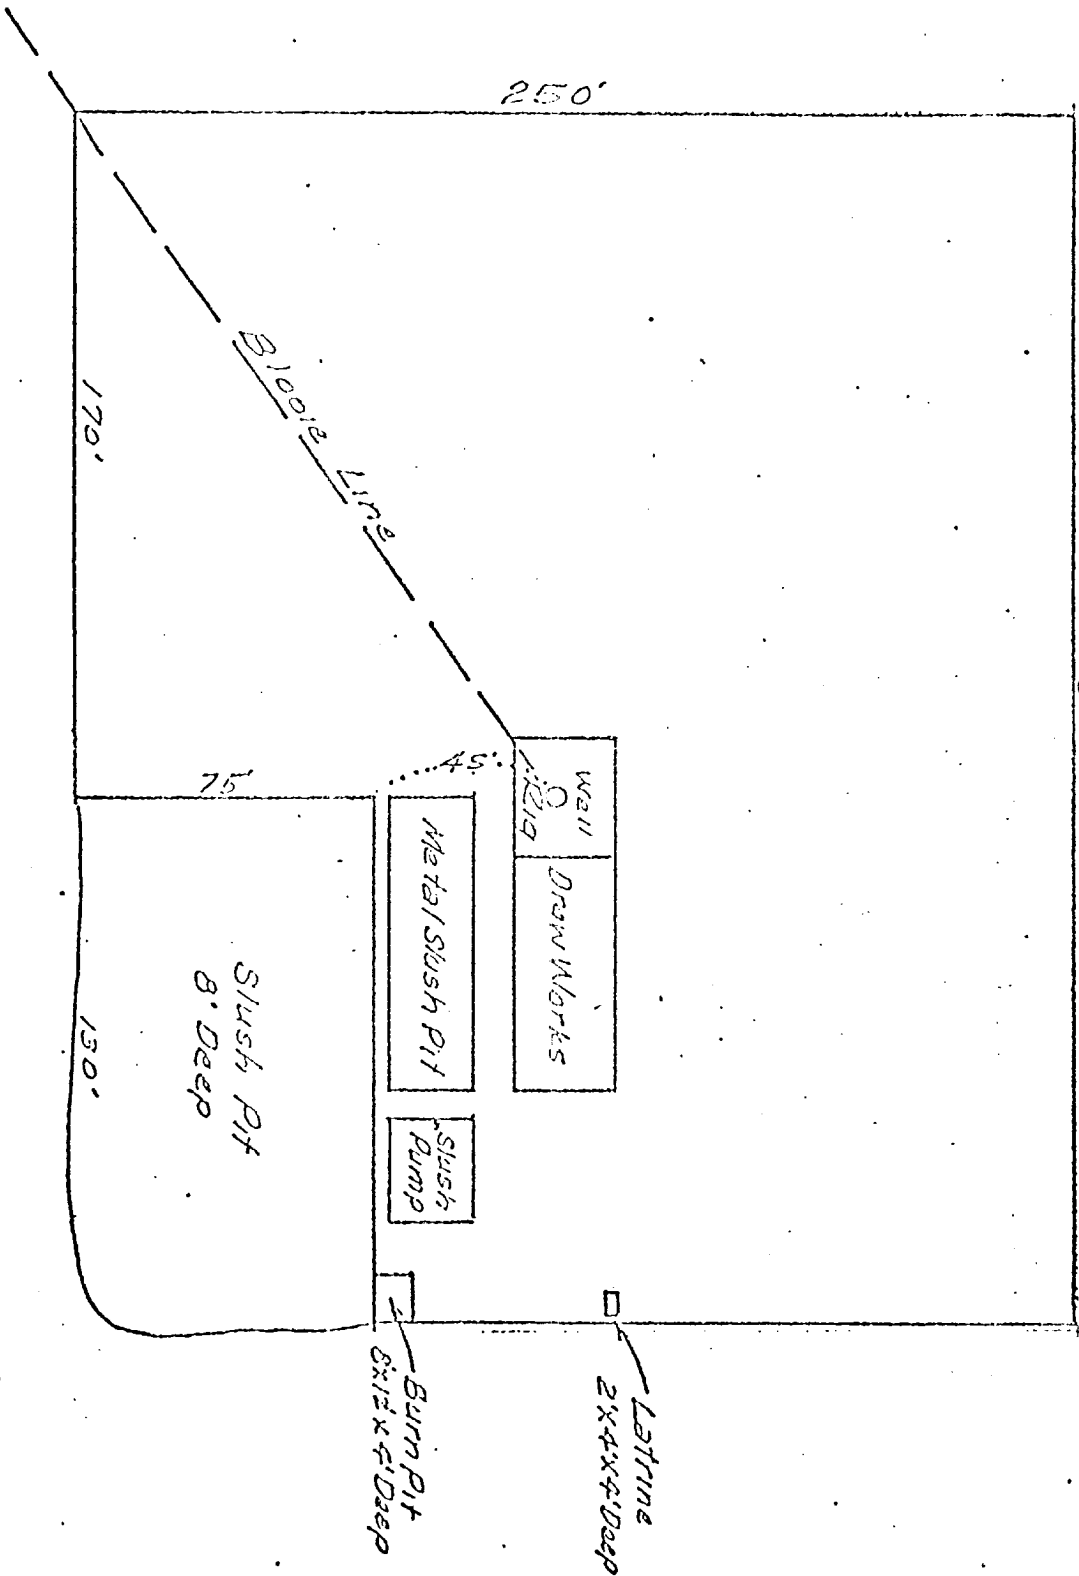 250'
Blooie Line
170'
Well
Rig
45'
75'
Draw Works
Metal Slush Pit
Slush
Pump
Slush Pit
8' Deep
130'
Latrine
2'x4'x4' Deep
Burn Pit
8'x12'x4' Deep